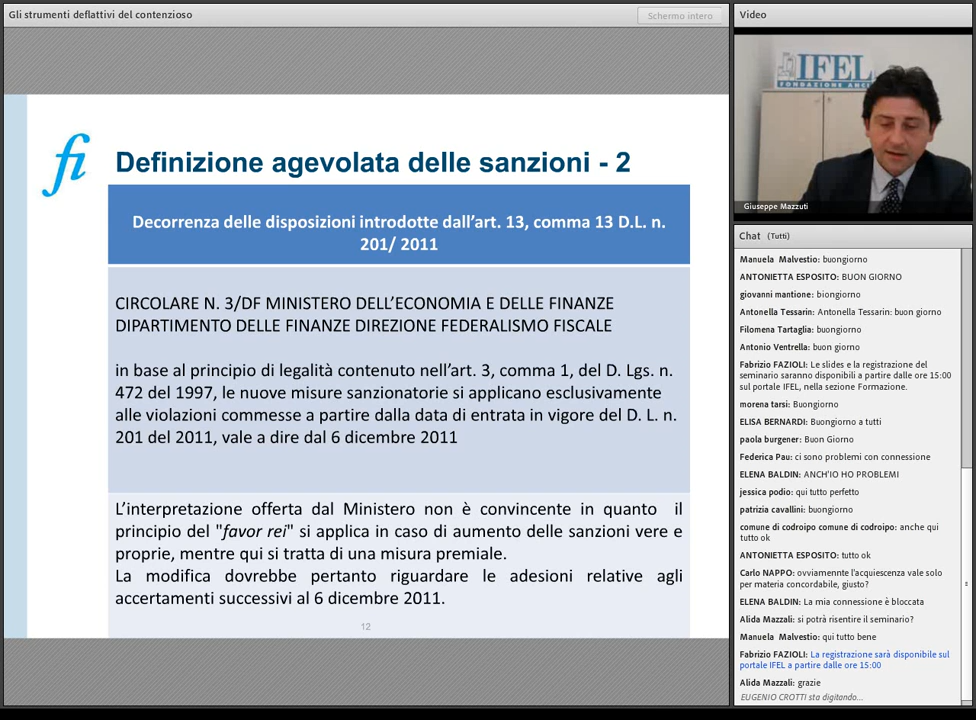 Gli strumenti deflattivi del contenzioso
Schermo intero
fi
Definizione agevolata delle sanzioni - 2
Decorrenza delle disposizioni introdotte dall'art. 13, comma 13 D.L. n.
201/ 2011
CIRCOLARE N. 3/DF MINISTERO DELL'ECONOMIA E DELLE FINANZE
DIPARTIMENTO DELLE FINANZE DIREZIONE FEDERALISMO FISCALE
in base al principio di legalità contenuto nell'art. 3, comma 1, del D. Lgs. n.
472 del 1997, le nuove misure sanzionatorie si applicano esclusivamente
alle violazioni commesse a partire dalla data di entrata in vigore del D. L. n.
201 del 2011, vale a dire dal 6 dicembre 2011
L'interpretazione offerta dal Ministero non è convincente in quanto il
principio del "favor rei" si applica in caso di aumento delle sanzioni vere e
proprie, mentre qui si tratta di una misura premiale.
La modifica dovrebbe pertanto riguardare le adesioni relative agli
accertamenti successivi al 6 dicembre 2011.
12
Video
IFEL
FONDAZIONE ANCI
Giuseppe Mazzuti
Chat (Tutti)
Manuela Malvestio: buongiorno
ANTONIETTA ESPOSITO: BUON GIORNO
giovanni mantione: biongiorno
Antonella Tessarin: Antonella Tessarin: buon giorno
Filomena Tartaglia: buongiorno
Antonio Ventrella: buon giorno
Fabrizio FAZIOLI: Le slides e la registrazione del
seminario saranno disponibili a partire dalle ore 15:00
sul portale IFEL, nella sezione Formazione.
morena tarsi: Buongiorno
ELISA BERNARDI: Buongiorno a tutti
paola burgener: Buon Giorno
Federica Pau: ci sono problemi con connessione
ELENA BALDIN: ANCH'IO HO PROBLEMI
jessica podio: qui tutto perfetto
patrizia cavallini: buongiorno
comune di codroipo comune di codroipo: anche qui
tutto ok
ANTONIETTA ESPOSITO: tutto ok
Carlo NAPPO: ovviamennte l'acquiescenza vale solo
per materia concordabile, giusto?
ELENA BALDIN: La mia connessione è bloccata
Alida Mazzali: si potrà risentire il seminario?
Manuela Malvestio: qui tutto bene
Fabrizio FAZIOLI: La registrazione sarà disponibile sul
portale IFEL a partire dalle ore 15:00
Alida Mazzali: grazie
EUGENIO CROTTI sta digitando...